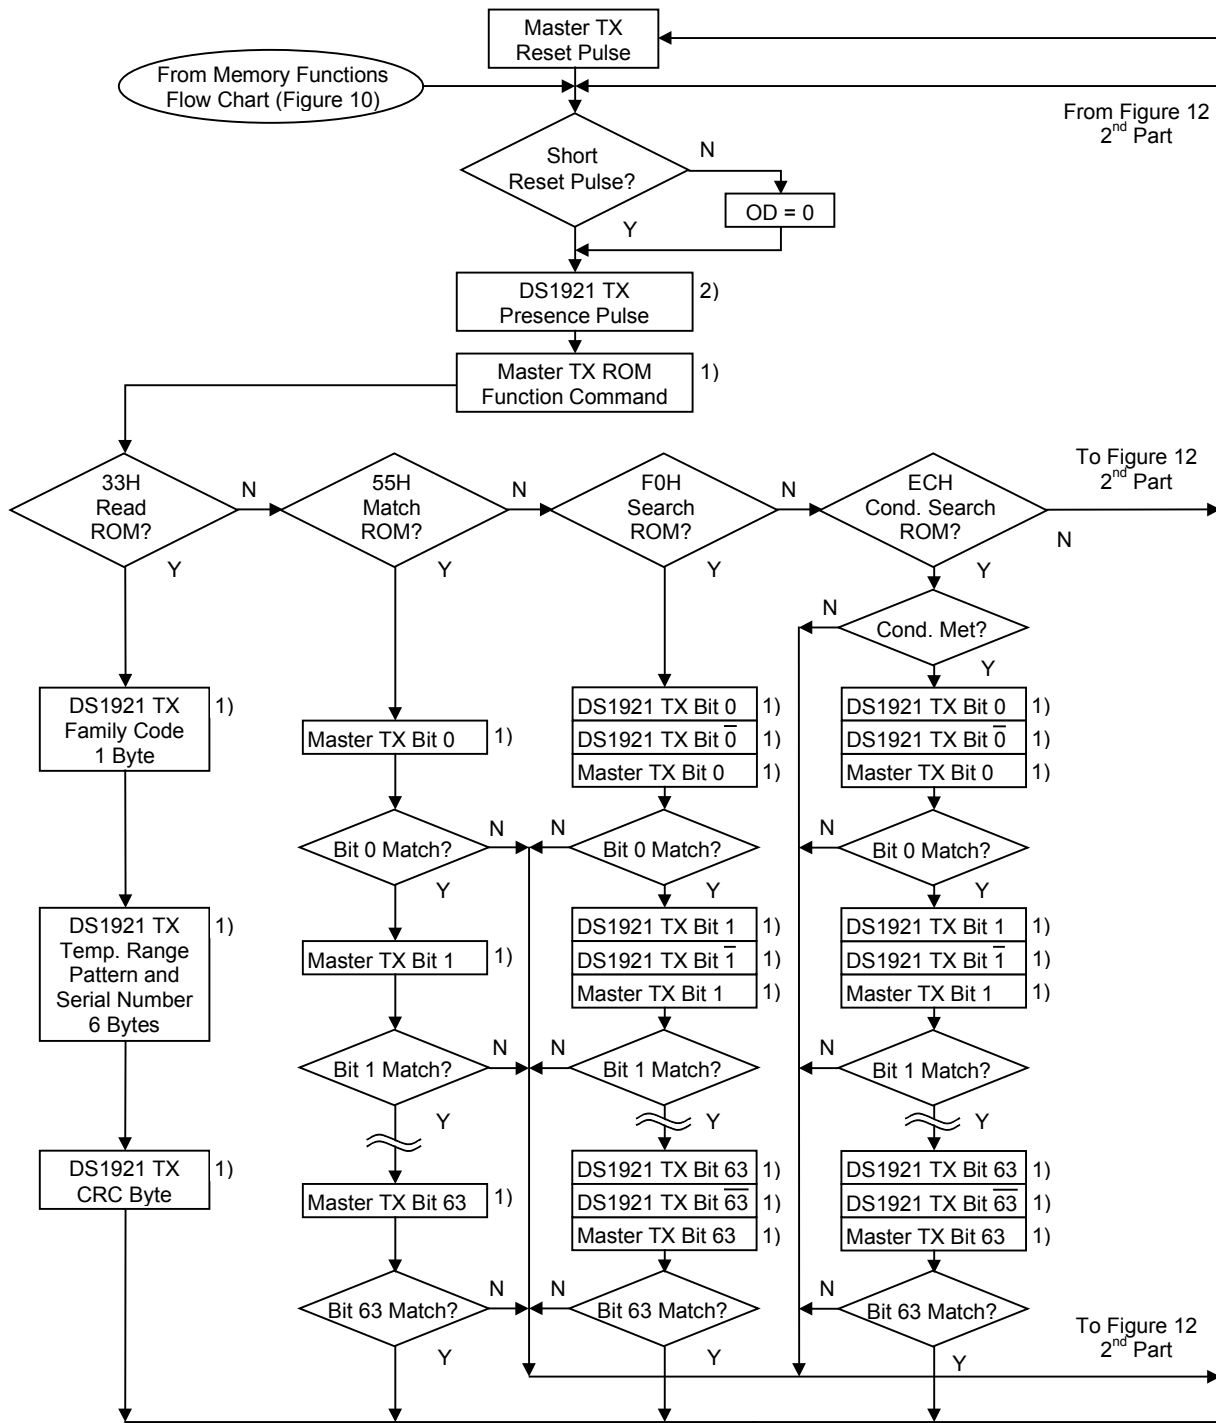 Master TX
Reset Pulse
From Memory Functions
Flow Chart (Figure 10)
From Figure 12
2nd Part
Short
Reset Pulse?
N
OD = 0
Y
DS1921 TX
Presence Pulse
2)
Master TX ROM
Function Command
1)
33H
Read
ROM?
N
Y
55H
Match
ROM?
N
Y
F0H
Search
ROM?
N
Y
ECH
Cond. Search
ROM?
N
Y
To Figure 12
2nd Part
Cond. Met?
N
Y
DS1921 TX
Family Code
1 Byte
1)
DS1921 TX
Temp. Range
Pattern and
Serial Number
6 Bytes
1)
DS1921 TX
CRC Byte
1)
Master TX Bit 0
1)
Bit 0 Match?
N
Y
Master TX Bit 1
1)
Bit 1 Match?
N
Y
Master TX Bit 63
1)
Bit 63 Match?
N
Y
DS1921 TX Bit 0
1)
DS1921 TX Bit 0̅
1)
Master TX Bit 0
1)
Bit 0 Match?
N
Y
DS1921 TX Bit 1
1)
DS1921 TX Bit 1̅
1)
Master TX Bit 1
1)
Bit 1 Match?
N
Y
DS1921 TX Bit 63
1)
DS1921 TX Bit 6̅3̅
1)
Master TX Bit 63
1)
Bit 63 Match?
N
Y
DS1921 TX Bit 0
1)
DS1921 TX Bit 0̅
1)
Master TX Bit 0
1)
Bit 0 Match?
N
Y
DS1921 TX Bit 1
1)
DS1921 TX Bit 1̅
1)
Master TX Bit 1
1)
Bit 1 Match?
N
Y
DS1921 TX Bit 63
1)
DS1921 TX Bit 6̅3̅
1)
Master TX Bit 63
1)
Bit 63 Match?
N
Y
To Figure 12
2nd Part